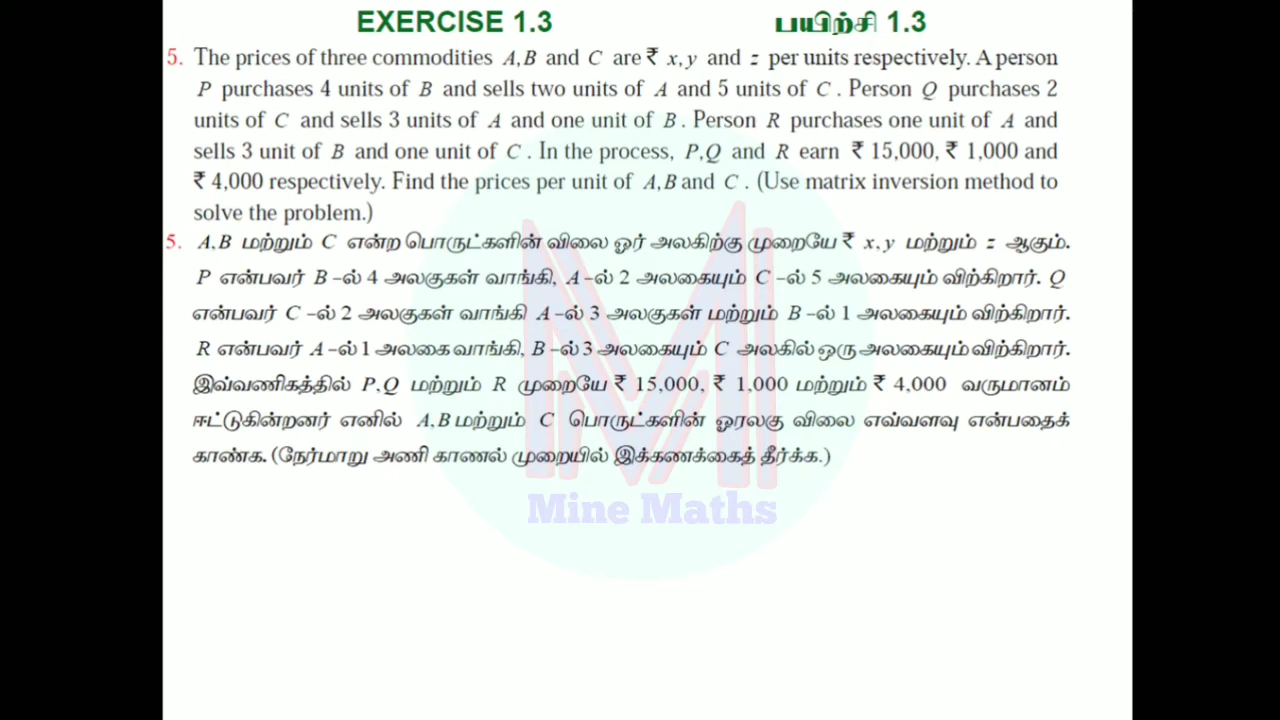 EXERCISE 1.3 பயிற்சி 1.3
5. The prices of three commodities A,B and C are ₹ x, y and z per units respectively. A person
P purchases 4 units of B and sells two units of A and 5 units of C . Person Q purchases 2
units of C and sells 3 units of A and one unit of B . Person R purchases one unit of A and
sells 3 unit of B and one unit of C . In the process, P,Q and R earn ₹ 15,000, ₹ 1,000 and
₹ 4,000 respectively. Find the prices per unit of A,B and C . (Use matrix inversion method to
solve the problem.)
5. A,B மற்றும் C என்ற பொருட்களின் விலை ஓர் அலகிற்கு முறையே ₹ x, y மற்றும் z ஆகும்.
P என்பவர் B -ல் 4 அலகுகள் வாங்கி, A -ல் 2 அலகையும் C -ல் 5 அலகையும் விற்கிறார். Q
என்பவர் C -ல் 2 அலகுகள் வாங்கி A -ல் 3 அலகுகள் மற்றும் B -ல் 1 அலகையும் விற்கிறார்.
R என்பவர் A -ல் 1 அலகை வாங்கி, B -ல் 3 அலகையும் C அலகில் ஒரு அலகையும் விற்கிறார்.
இவ்வணிகத்தில் P,Q மற்றும் R முறையே ₹ 15,000, ₹ 1,000 மற்றும் ₹ 4,000 வருமானம்
ஈட்டுகின்றனர் எனில் A,B மற்றும் C பொருட்களின் ஓரலகு விலை எவ்வளவு என்பதைக்
காண்க. (நேர்மாறு அணி காணல் முறையில் இக்கணக்கைத் தீர்க்க.)
Mine Maths